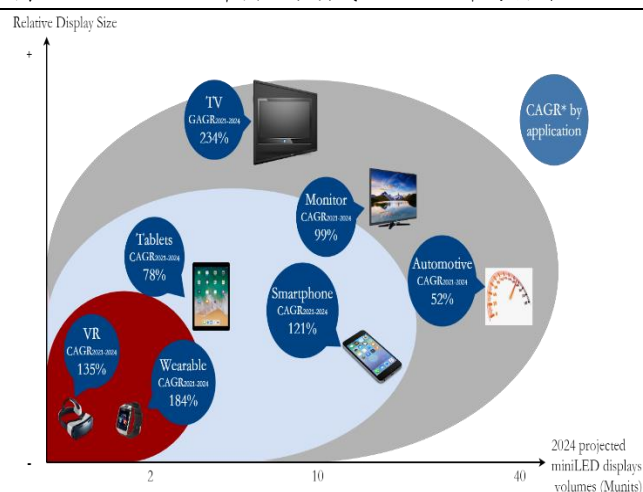 Relative Display Size
+
TV
GAGR2021-2024
234%
CAGR* by
application
Monitor
CAGR2021-2024
99%
Tablets
CAGR2021-2024
78%
Automotive
CAGR2021-2024
52%
Smartphone
CAGR2021-2024
121%
VR
CAGR2021-2024
135%
Wearable
CAGR2021-2024
184%
-
2
10
40
2024 projected
miniLED displays
volumes (Munits)